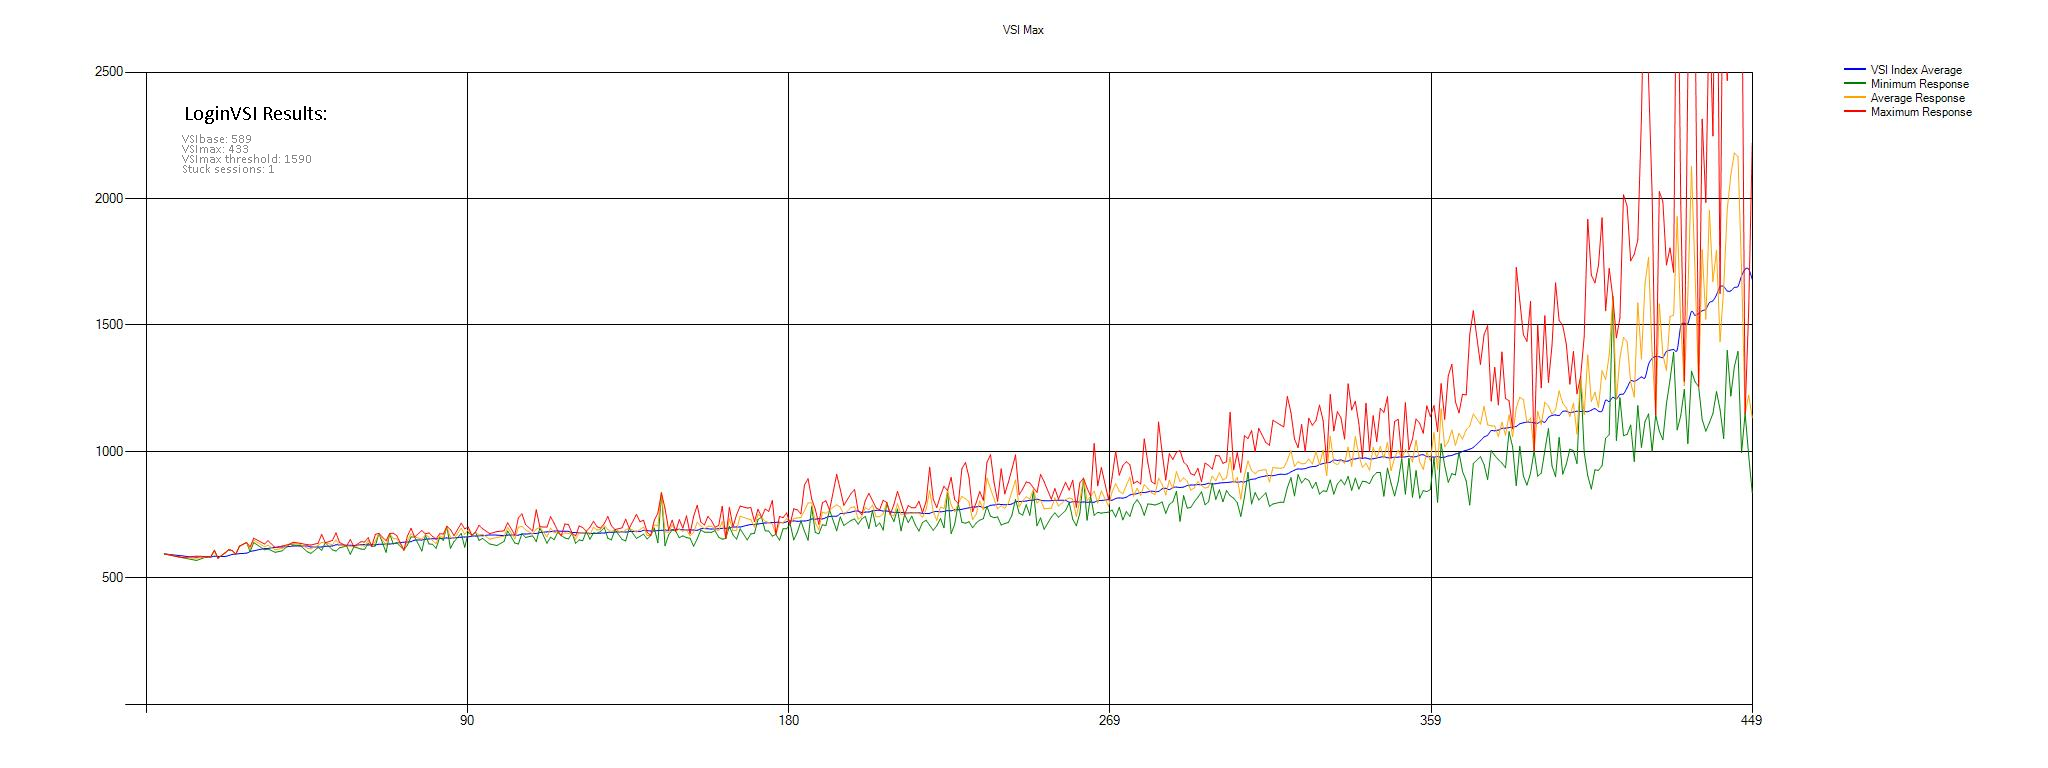 VSI Max
2500
2000
1500
1000
500
LoginVSI Results:
VSIbase: 589
VSImax: 433
VSImax threshold: 1590
Stuck sessions: 1
VSI Index Average
Minimum Response
Average Response
Maximum Response
90 180 269 359 449